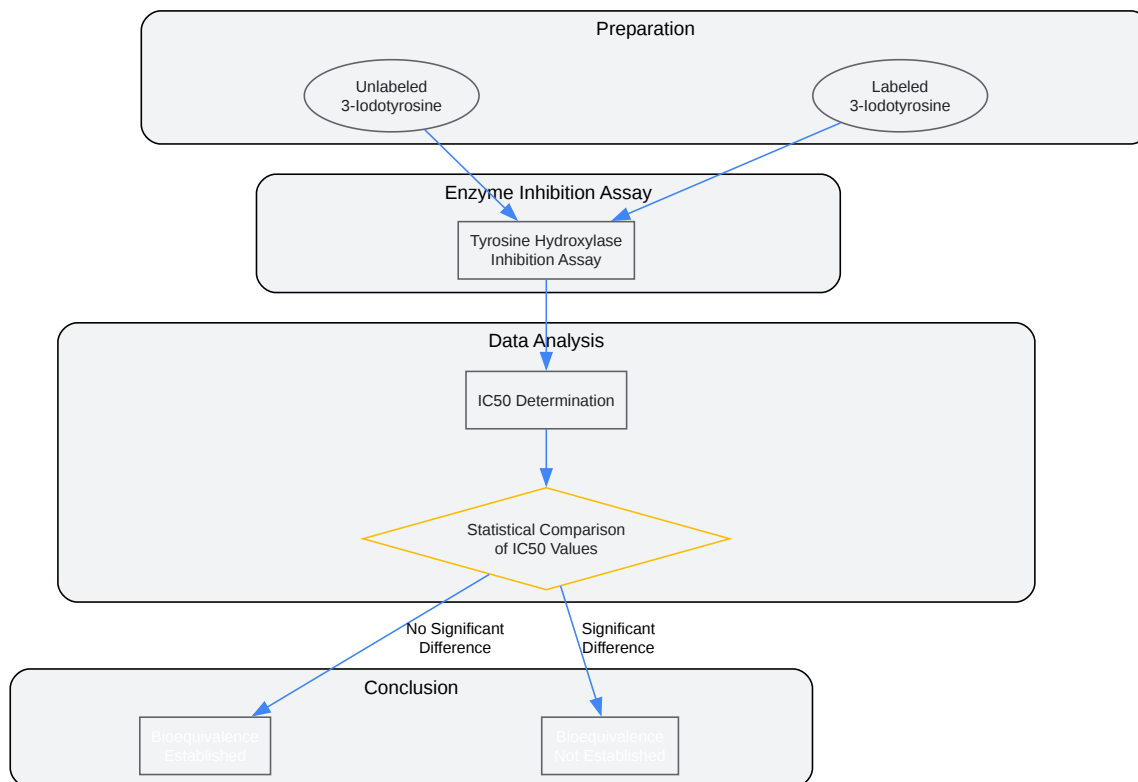 Preparation
Unlabeled
3-Iodotyrosine
Labeled
3-Iodotyrosine
Enzyme Inhibition Assay
Tyrosine Hydroxylase
Inhibition Assay
Data Analysis
IC50 Determination
Statistical Comparison
of IC50 Values
No Significant
Difference
Significant
Difference
Conclusion
Bioequivalence
Established
Bioequivalence
Not Established